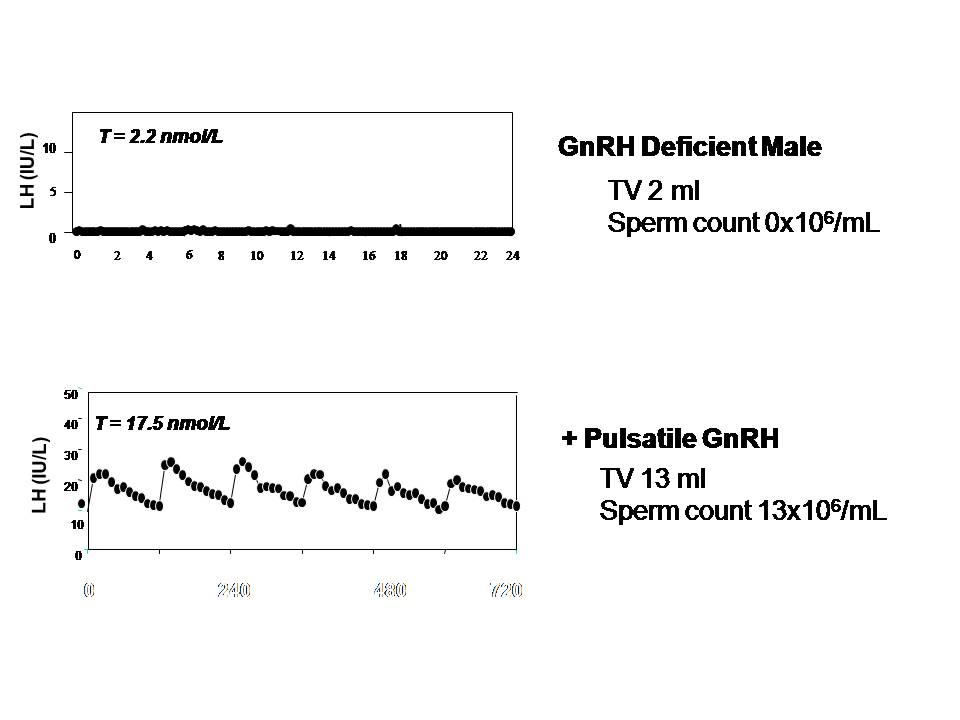 T = 2.2 nmol/L
LH (IU/L)
10
5
0
0 2 4 6 8 10 12 14 16 18 20 22 24
GnRH Deficient Male
TV 2 ml
Sperm count 0x10⁶/mL
T = 17.5 nmol/L
LH (IU/L)
50
40
30
20
10
0
0 240 480 720
+ Pulsatile GnRH
TV 13 ml
Sperm count 13x10⁶/mL